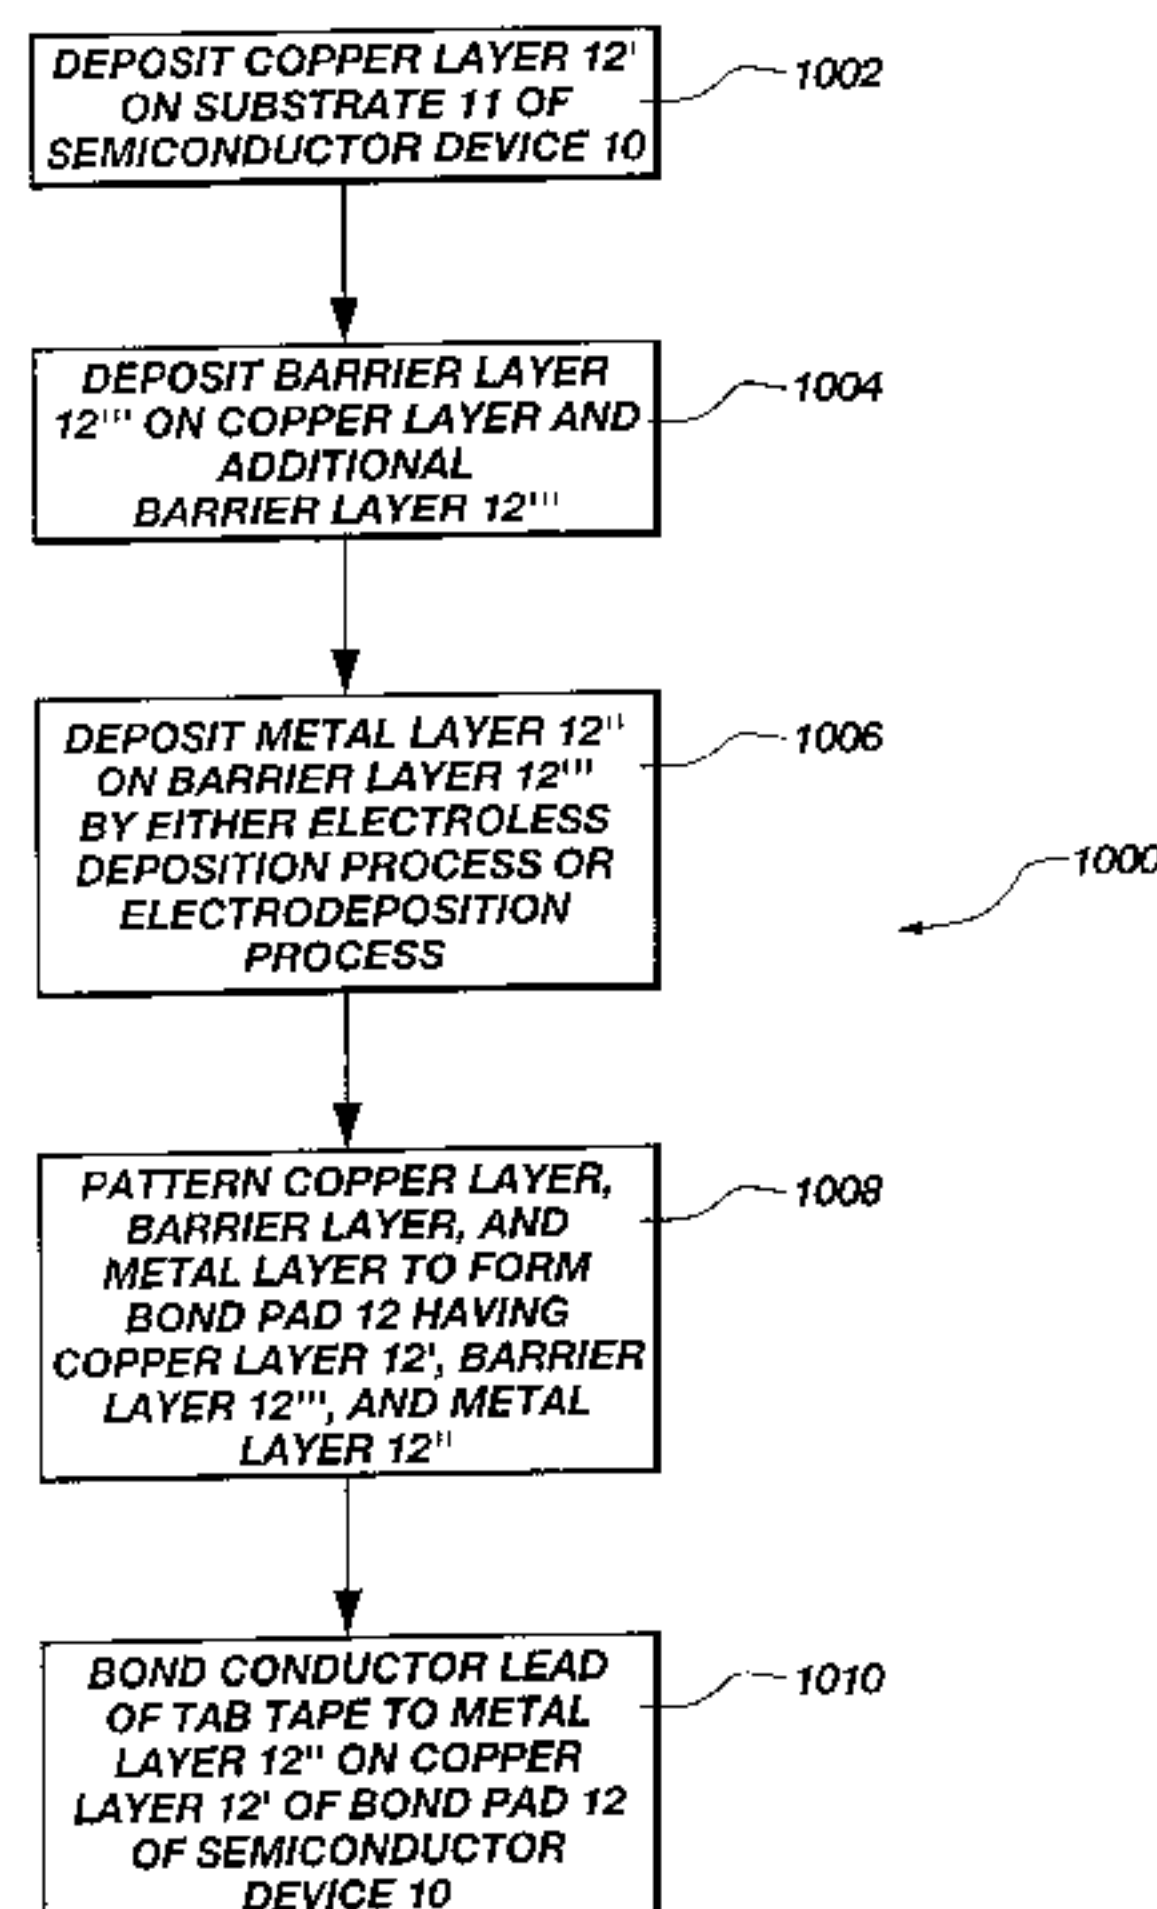 DEPOSIT COPPER LAYER 12'
ON SUBSTRATE 11 OF
SEMICONDUCTOR DEVICE 10
1002
DEPOSIT BARRIER LAYER
12''' ON COPPER LAYER AND
ADDITIONAL
BARRIER LAYER 12'''
1004
DEPOSIT METAL LAYER 12''
ON BARRIER LAYER 12'''
BY EITHER ELECTROLESS
DEPOSITION PROCESS OR
ELECTRODEPOSITION
PROCESS
1006
1000
PATTERN COPPER LAYER,
BARRIER LAYER, AND
METAL LAYER TO FORM
BOND PAD 12 HAVING
COPPER LAYER 12', BARRIER
LAYER 12''', AND METAL
LAYER 12''
1008
BOND CONDUCTOR LEAD
OF TAB TAPE TO METAL
LAYER 12'' ON COPPER
LAYER 12' OF BOND PAD 12
OF SEMICONDUCTOR
DEVICE 10
1010